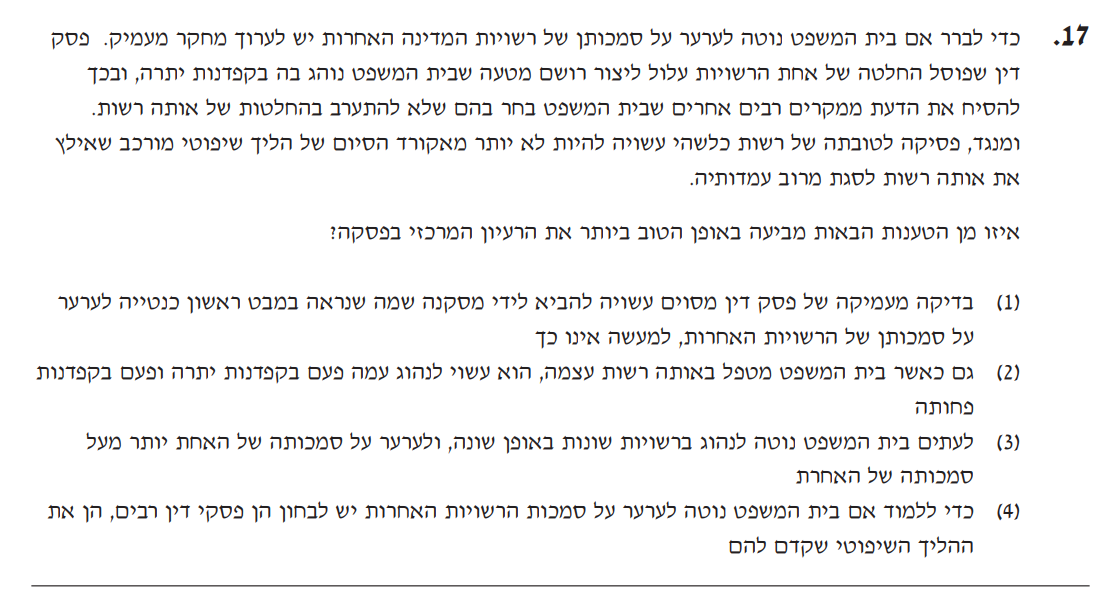 17. כדי לברר אם בית המשפט נוטה לערער על סמכותן של רשויות המדינה האחרות יש לערוך מחקר מעמיק. פסק
דין שפוסל החלטה של אחת הרשויות עלול ליצור רושם מטעה שבית המשפט נוהג בה בקפדנות יתרה, ובכך
להסיח את הדעת ממקרים רבים אחרים שבית המשפט בחר בהם שלא להתערב בהחלטות של אותה רשות.
ומנגד, פסיקה לטובתה של רשות כלשהי עשויה להיות לא יותר מאקורד הסיום של הליך שיפוטי מורכב שאילץ
את אותה רשות לסגת מרוב עמדותיה.
איזו מן הטענות הבאות מביעה באופן הטוב ביותר את הרעיון המרכזי בפסקה?
(1) בדיקה מעמיקה של פסק דין מסוים עשויה להביא לידי מסקנה שמה שנראה במבט ראשון כנטייה לערער
על סמכותן של הרשויות האחרות, למעשה אינו כך
(2) גם כאשר בית המשפט מטפל באותה רשות עצמה, הוא עשוי לנהוג עמה פעם בקפדנות יתרה ופעם בקפדנות
פחותה
(3) לעתים בית המשפט נוטה לנהוג ברשויות שונות באופן שונה, ולערער על סמכותה של האחת יותר מעל
סמכותה של האחרת
(4) כדי ללמוד אם בית המשפט נוטה לערער על סמכות הרשויות האחרות יש לבחון הן פסקי דין רבים, הן את
ההליך השיפוטי שקדם להם